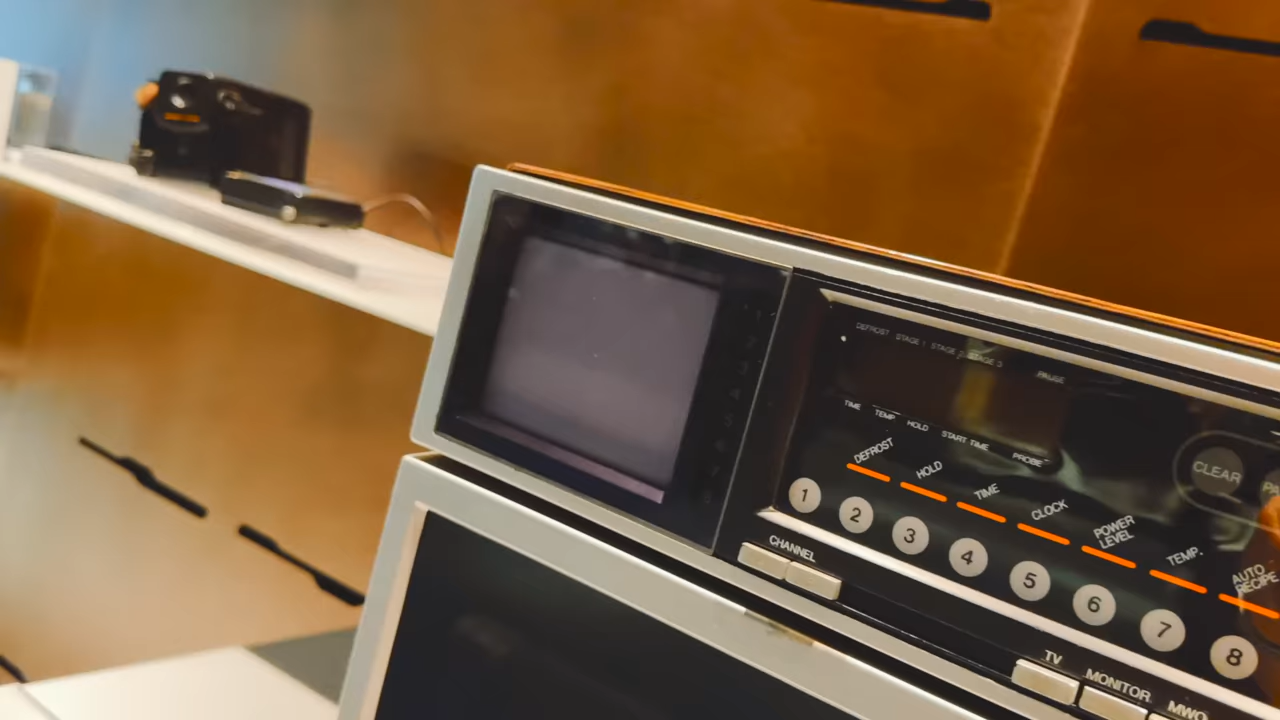 DEFROST STAGE 1 STAGE 2 STAGE 3
PAUSE
TIME TEMP HOLD START TIME PROBE
DEFROST HOLD TIME CLOCK POWER LEVEL TEMP. AUTO RECIPE
CLEAR
1 2 3 4 5 6 7 8
CHANNEL
TV MONITOR MWO